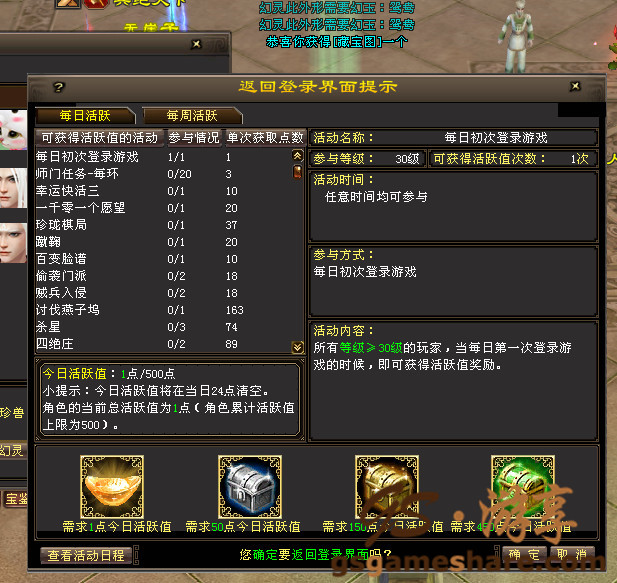 幻灵此外形需要幻玉：鸳鸯
幻灵此外形需要幻玉：鸳鸯
恭喜你获得[藏宝图]一个
返回登录界面提示
每日活跃 每周活跃
可获得活跃值的活动 参与情况 单次获取点数
每日初次登录游戏 1/1 1
师门任务-每环 0/20 3
幸运快活三 0/1 10
一千零一个愿望 0/1 20
珍珑棋局 0/1 37
蹴鞠 0/1 20
百变脸谱 0/1 10
偷袭门派 0/2 18
贼兵入侵 0/2 18
讨伐燕子坞 0/1 163
杀星 0/3 74
四绝庄 0/2 89
今日活跃值：1点/500点
小提示：今日活跃值将在当日24点清空。
角色的当前总活跃值为1点（角色累计活跃值
上限为500）。
活动名称： 每日初次登录游戏
参与等级： 30级 可获得活跃值次数： 1次
活动时间：
任意时间均可参与
参与方式：
每日初次登录游戏
活动内容：
所有等级≥30级的玩家，当每日第一次登录游
戏的时候，即可获得活跃值奖励。
珍兽
幻灵
宝鉴
需求1点今日活跃值 需求50点今日活跃值 需求150点今日活跃值
查看活动日程 您确定要返回登录界面吗？ 确 定 取 消
游享
gsgameshare.com